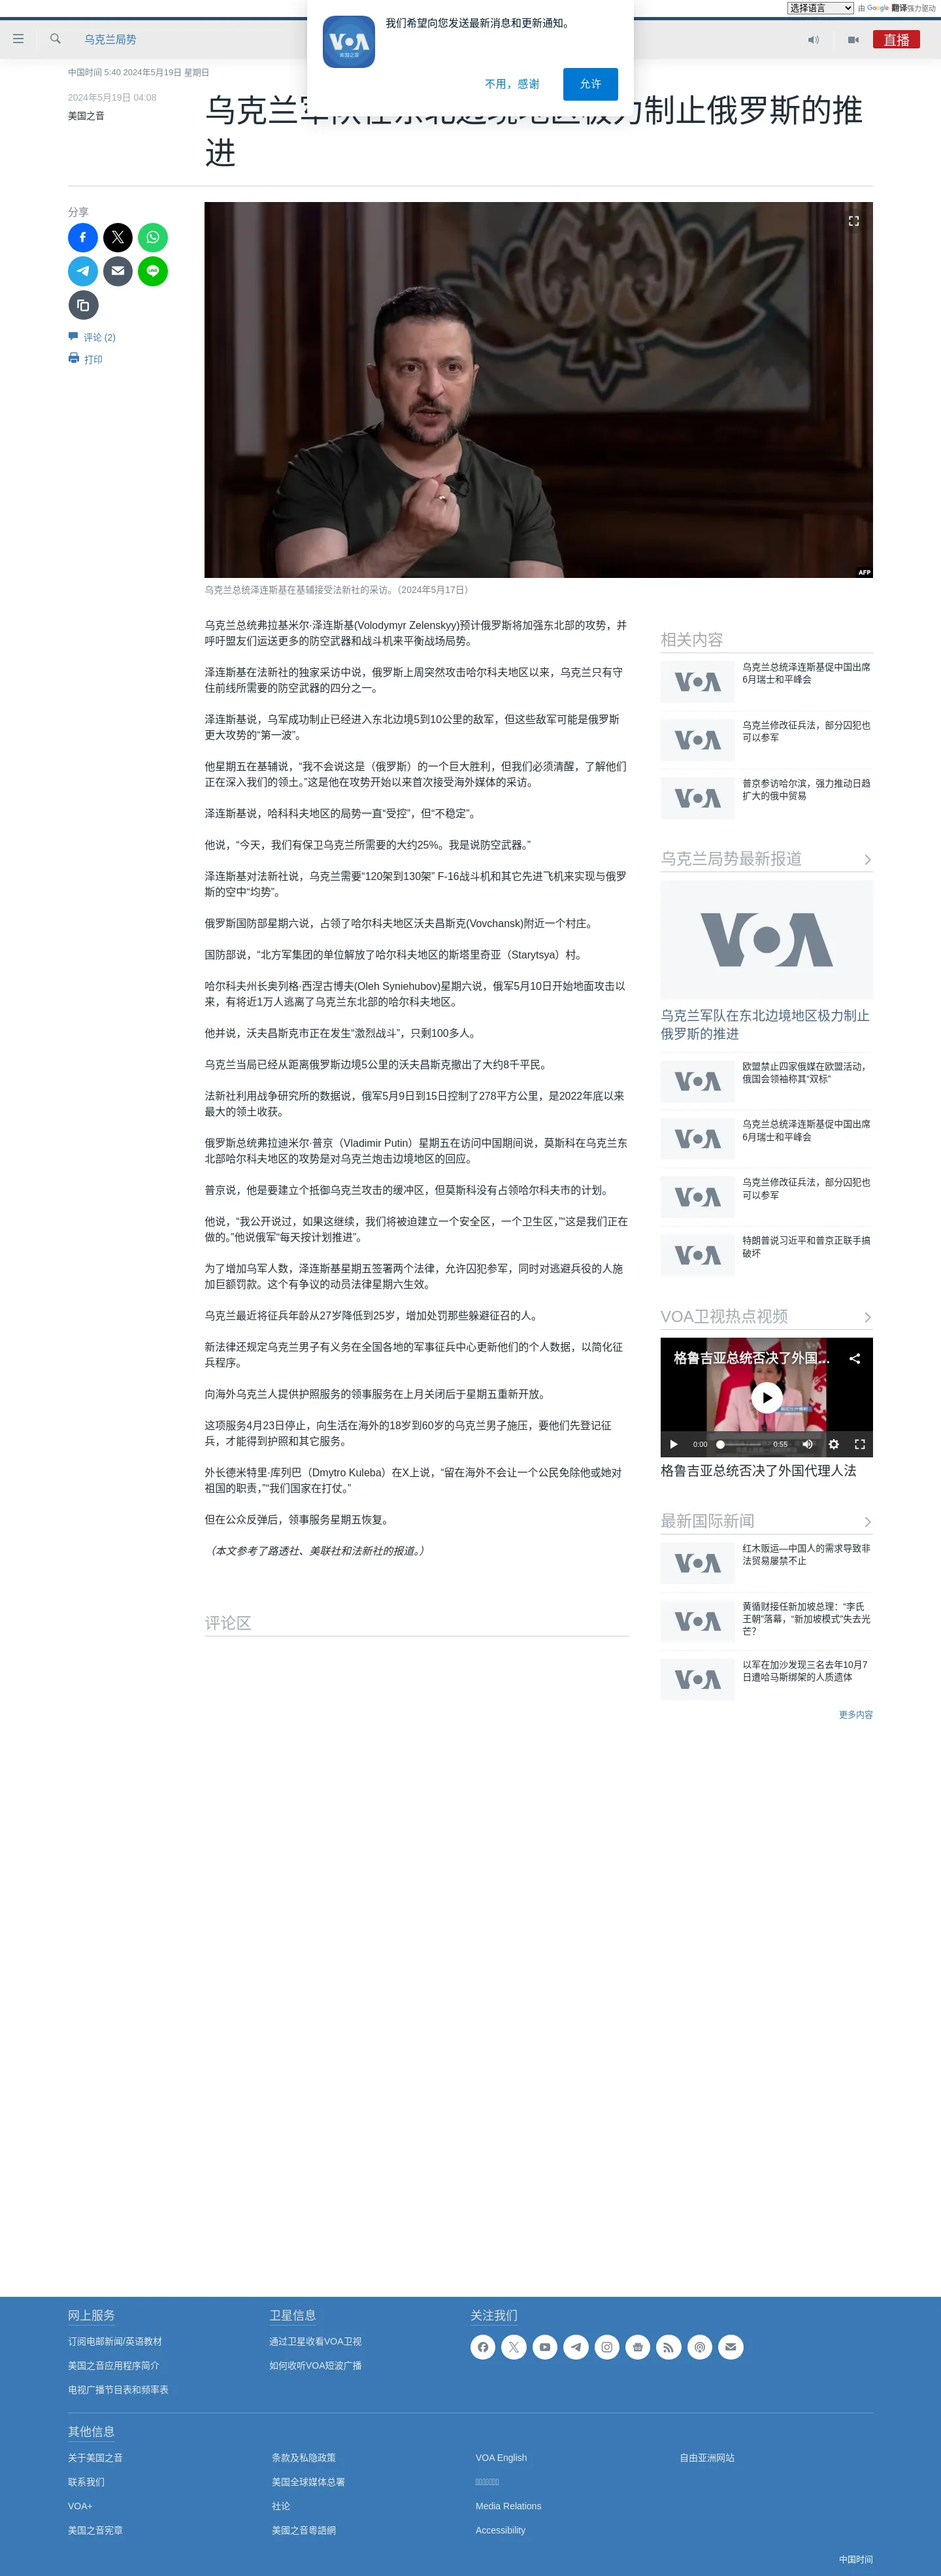 选择语言 由 Google 翻译强力驱动
我们希望向您发送最新消息和更新通知。
VOA
美国之音
不用，感谢
允许
乌克兰局势
直播
中国时间 5:40 2024年5月19日 星期日
2024年5月19日 04:08
美国之音
乌克兰军队在东北边境地区极力制止俄罗斯的推
进
分享
评论 (2)
打印
AFP
乌克兰总统泽连斯基在基辅接受法新社的采访。（2024年5月17日）
乌克兰总统弗拉基米尔·泽连斯基(Volodymyr Zelenskyy)预计俄罗斯将加强东北部的攻势，并
呼吁盟友们运送更多的防空武器和战斗机来平衡战场局势。
泽连斯基在法新社的独家采访中说，俄罗斯上周突然攻击哈尔科夫地区以来，乌克兰只有守
住前线所需要的防空武器的四分之一。
泽连斯基说，乌军成功制止已经进入东北边境5到10公里的敌军，但这些敌军可能是俄罗斯
更大攻势的“第一波”。
他星期五在基辅说，“我不会说这是（俄罗斯）的一个巨大胜利，但我们必须清醒，了解他们
正在深入我们的领土。”这是他在攻势开始以来首次接受海外媒体的采访。
泽连斯基说，哈科科夫地区的局势一直“受控”，但“不稳定”。
他说，“今天，我们有保卫乌克兰所需要的大约25%。我是说防空武器。”
泽连斯基对法新社说，乌克兰需要“120架到130架” F-16战斗机和其它先进飞机来实现与俄罗
斯的空中“均势”。
俄罗斯国防部星期六说，占领了哈尔科夫地区沃夫昌斯克(Vovchansk)附近一个村庄。
国防部说，“北方军集团的单位解放了哈尔科夫地区的斯塔里奇亚（Starytsya）村。
哈尔科夫州长奥列格·西涅古博夫(Oleh Syniehubov)星期六说，俄军5月10日开始地面攻击以
来，有将近1万人逃离了乌克兰东北部的哈尔科夫地区。
他并说，沃夫昌斯克市正在发生“激烈战斗”，只剩100多人。
乌克兰当局已经从距离俄罗斯边境5公里的沃夫昌斯克撤出了大约8千平民。
法新社利用战争研究所的数据说，俄军5月9日到15日控制了278平方公里，是2022年底以来
最大的领土收获。
俄罗斯总统弗拉迪米尔·普京（Vladimir Putin）星期五在访问中国期间说，莫斯科在乌克兰东
北部哈尔科夫地区的攻势是对乌克兰炮击边境地区的回应。
普京说，他是要建立个抵御乌克兰攻击的缓冲区，但莫斯科没有占领哈尔科夫市的计划。
他说，“我公开说过，如果这继续，我们将被迫建立一个安全区，一个卫生区，”“这是我们正在
做的。”他说俄军“每天按计划推进”。
为了增加乌军人数，泽连斯基星期五签署两个法律，允许囚犯参军，同时对逃避兵役的人施
加巨额罚款。这个有争议的动员法律星期六生效。
乌克兰最近将征兵年龄从27岁降低到25岁，增加处罚那些躲避征召的人。
新法律还规定乌克兰男子有义务在全国各地的军事征兵中心更新他们的个人数据，以简化征
兵程序。
向海外乌克兰人提供护照服务的领事服务在上月关闭后于星期五重新开放。
这项服务4月23日停止，向生活在海外的18岁到60岁的乌克兰男子施压，要他们先登记征
兵，才能得到护照和其它服务。
外长德米特里·库列巴（Dmytro Kuleba）在X上说，“留在海外不会让一个公民免除他或她对
祖国的职责，”“我们国家在打仗。”
但在公众反弹后，领事服务星期五恢复。
（本文参考了路透社、美联社和法新社的报道。）
评论区
相关内容
VOA
乌克兰总统泽连斯基促中国出席
6月瑞士和平峰会
VOA
乌克兰修改征兵法，部分囚犯也
可以参军
VOA
普京参访哈尔滨，强力推动日趋
扩大的俄中贸易
乌克兰局势最新报道
VOA
乌克兰军队在东北边境地区极力制止
俄罗斯的推进
VOA
欧盟禁止四家俄媒在欧盟活动，
俄国会领袖称其“双标”
VOA
乌克兰总统泽连斯基促中国出席
6月瑞士和平峰会
VOA
乌克兰修改征兵法，部分囚犯也
可以参军
VOA
特朗普说习近平和普京正联手搞
破坏
VOA卫视热点视频
格鲁吉亚总统否决了外国...
0:00 0:55
格鲁吉亚总统否决了外国代理人法
最新国际新闻
VOA
红木贩运—中国人的需求导致非
法贸易屡禁不止
VOA
黄循财接任新加坡总理：“李氏
王朝”落幕，“新加坡模式”失去光
芒？
VOA
以军在加沙发现三名去年10月7
日遭哈马斯绑架的人质遗体
更多内容
网上服务
订阅电邮新闻/英语教材
美国之音应用程序简介
电视广播节目表和频率表
卫星信息
通过卫星收看VOA卫视
如何收听VOA短波广播
关注我们
其他信息
关于美国之音
联系我们
VOA+
美国之音宪章
条款及私隐政策
美国全球媒体总署
社论
美國之音粵語網
VOA English
Media Relations
Accessibility
自由亚洲网站
中国时间